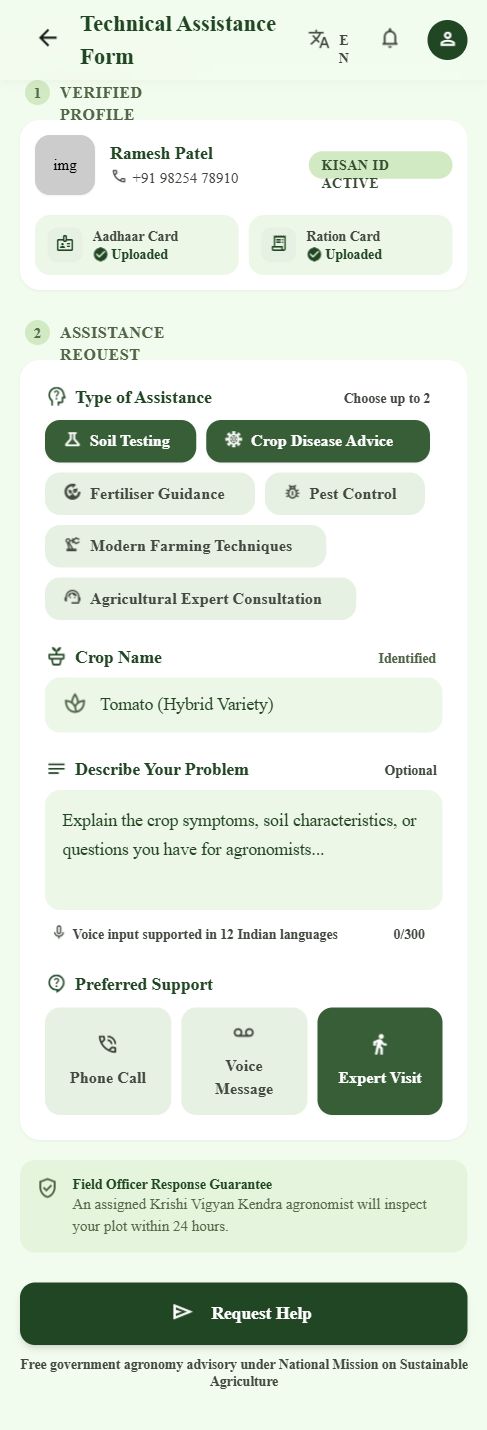 Technical Assistance
Form
E
N
1 VERIFIED
PROFILE
img
Ramesh Patel
+91 98254 78910
KISAN ID
ACTIVE
Aadhaar Card
Uploaded
Ration Card
Uploaded
2 ASSISTANCE
REQUEST
Type of Assistance
Choose up to 2
Soil Testing
Crop Disease Advice
Fertiliser Guidance
Pest Control
Modern Farming Techniques
Agricultural Expert Consultation
Crop Name
Identified
Tomato (Hybrid Variety)
Describe Your Problem
Optional
Explain the crop symptoms, soil characteristics, or
questions you have for agronomists...
Voice input supported in 12 Indian languages
0/300
Preferred Support
Phone Call
Voice
Message
Expert Visit
Field Officer Response Guarantee
An assigned Krishi Vigyan Kendra agronomist will inspect
your plot within 24 hours.
Request Help
Free government agronomy advisory under National Mission on Sustainable
Agriculture